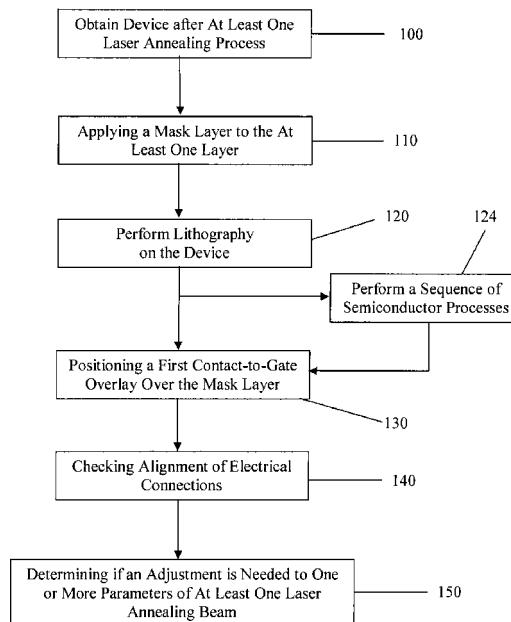 Obtain Device after At Least One
Laser Annealing Process
100
Applying a Mask Layer to the At
Least One Layer
110
120
124
Perform Lithography
on the Device
Perform a Sequence of
Semiconductor Processes
Positioning a First Contact-to-Gate
Overlay Over the Mask Layer
130
Checking Alignment of Electrical
Connections
140
Determining if an Adjustment is Needed to One
or More Parameters of At Least One Laser
Annealing Beam
150